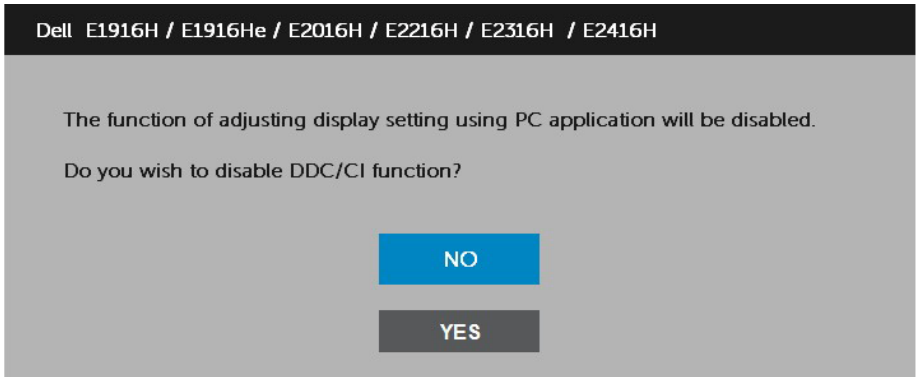 Dell E1916H / E1916He / E2016H / E2216H / E2316H / E2416H
The function of adjusting display setting using PC application will be disabled.
Do you wish to disable DDC/CI function?
NO
YES